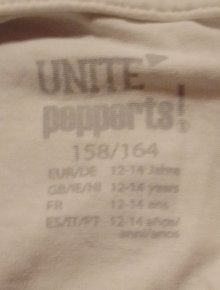 UNITE
pepperts!
158/164
EUR/DE 12-14 Jahre
GB/IE/NI 12-14 years
FR 12-14 ans
ES/IT/PT 12-14 años/
anni/anos